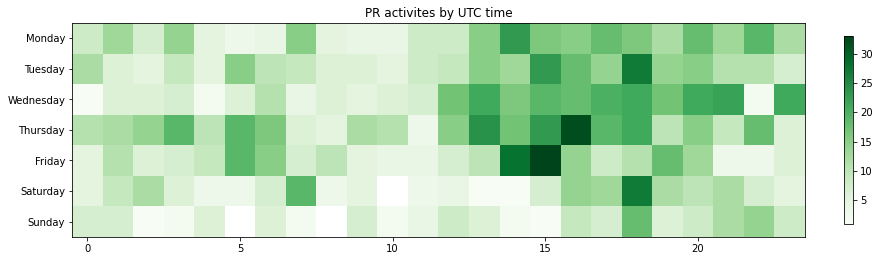 PR activites by UTC time
Monday
Tuesday
Wednesday
Thursday
Friday
Saturday
Sunday
0 5 10 15 20
30
25
20
15
10
5